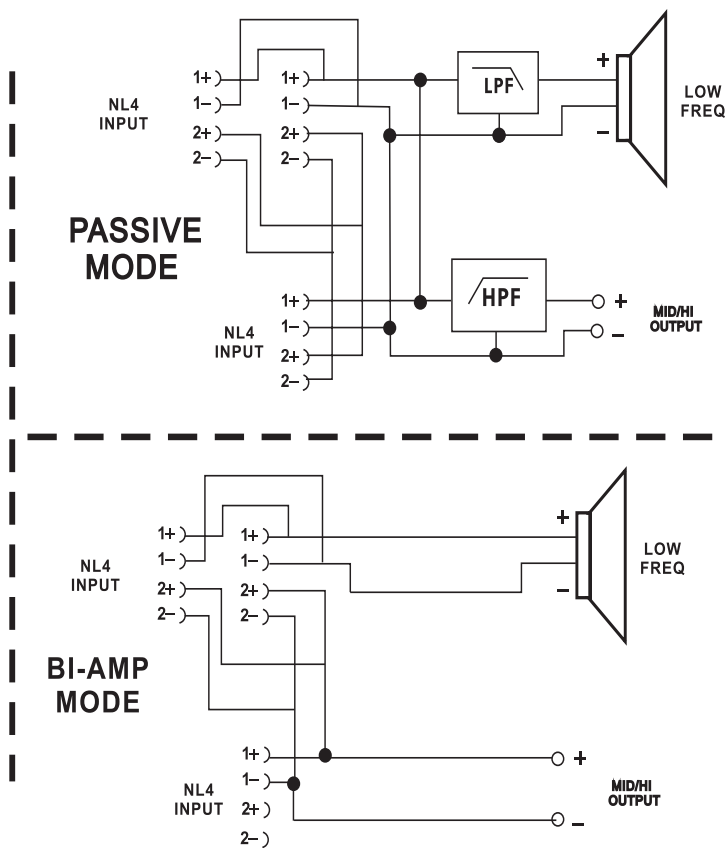 1+
1+
1–
1–
NL4
INPUT
2+
2+
2–
2–
LPF
+
–
LOW
FREQ
PASSIVE
MODE
1+
1–
NL4
INPUT
2+
2–
HPF
+
–
MID/HI
OUTPUT
1+
1+
1–
1–
NL4
INPUT
2+
2+
2–
2–
+
–
LOW
FREQ
BI-AMP
MODE
1+
1–
NL4
INPUT
2+
2–
+
–
MID/HI
OUTPUT